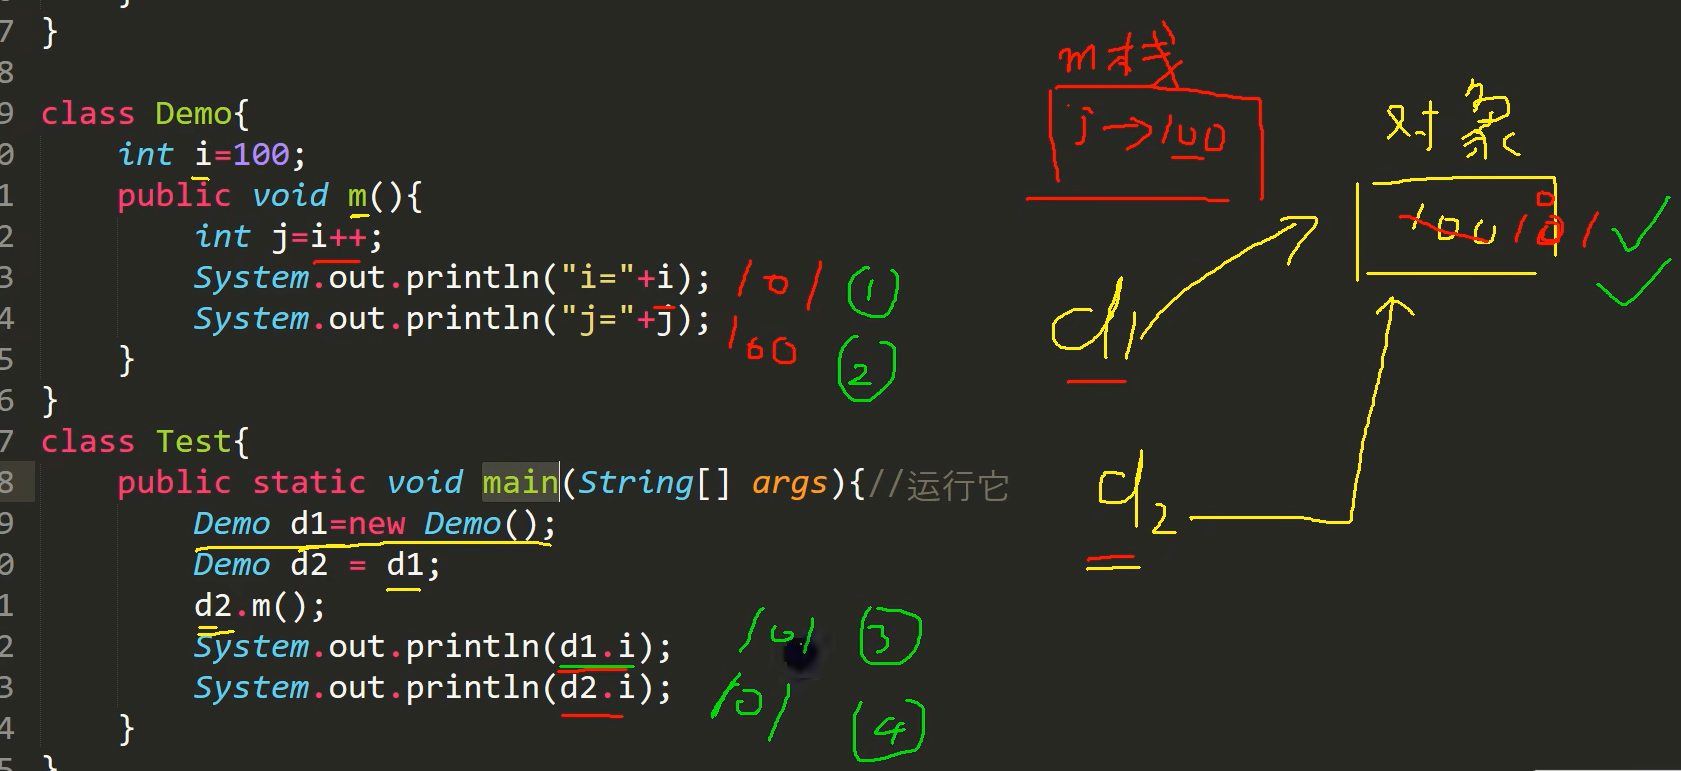 }
7 }
8
9 class Demo{
0 int i=100;
1 public void m(){
2 int j=i++;
3 System.out.println("i="+i); 101 ①
4 System.out.println("j="+j); 100 ②
5 }
6 }
7 class Test{
8 public static void main(String[] args){//运行它
9 Demo d1=new Demo();
0 Demo d2 = d1;
1 d2.m();
2 System.out.println(d1.i); 101 ③
3 System.out.println(d2.i); 101 ④
4 }
5 }
m栈
j→100
对象
100 101
0
d1
d2